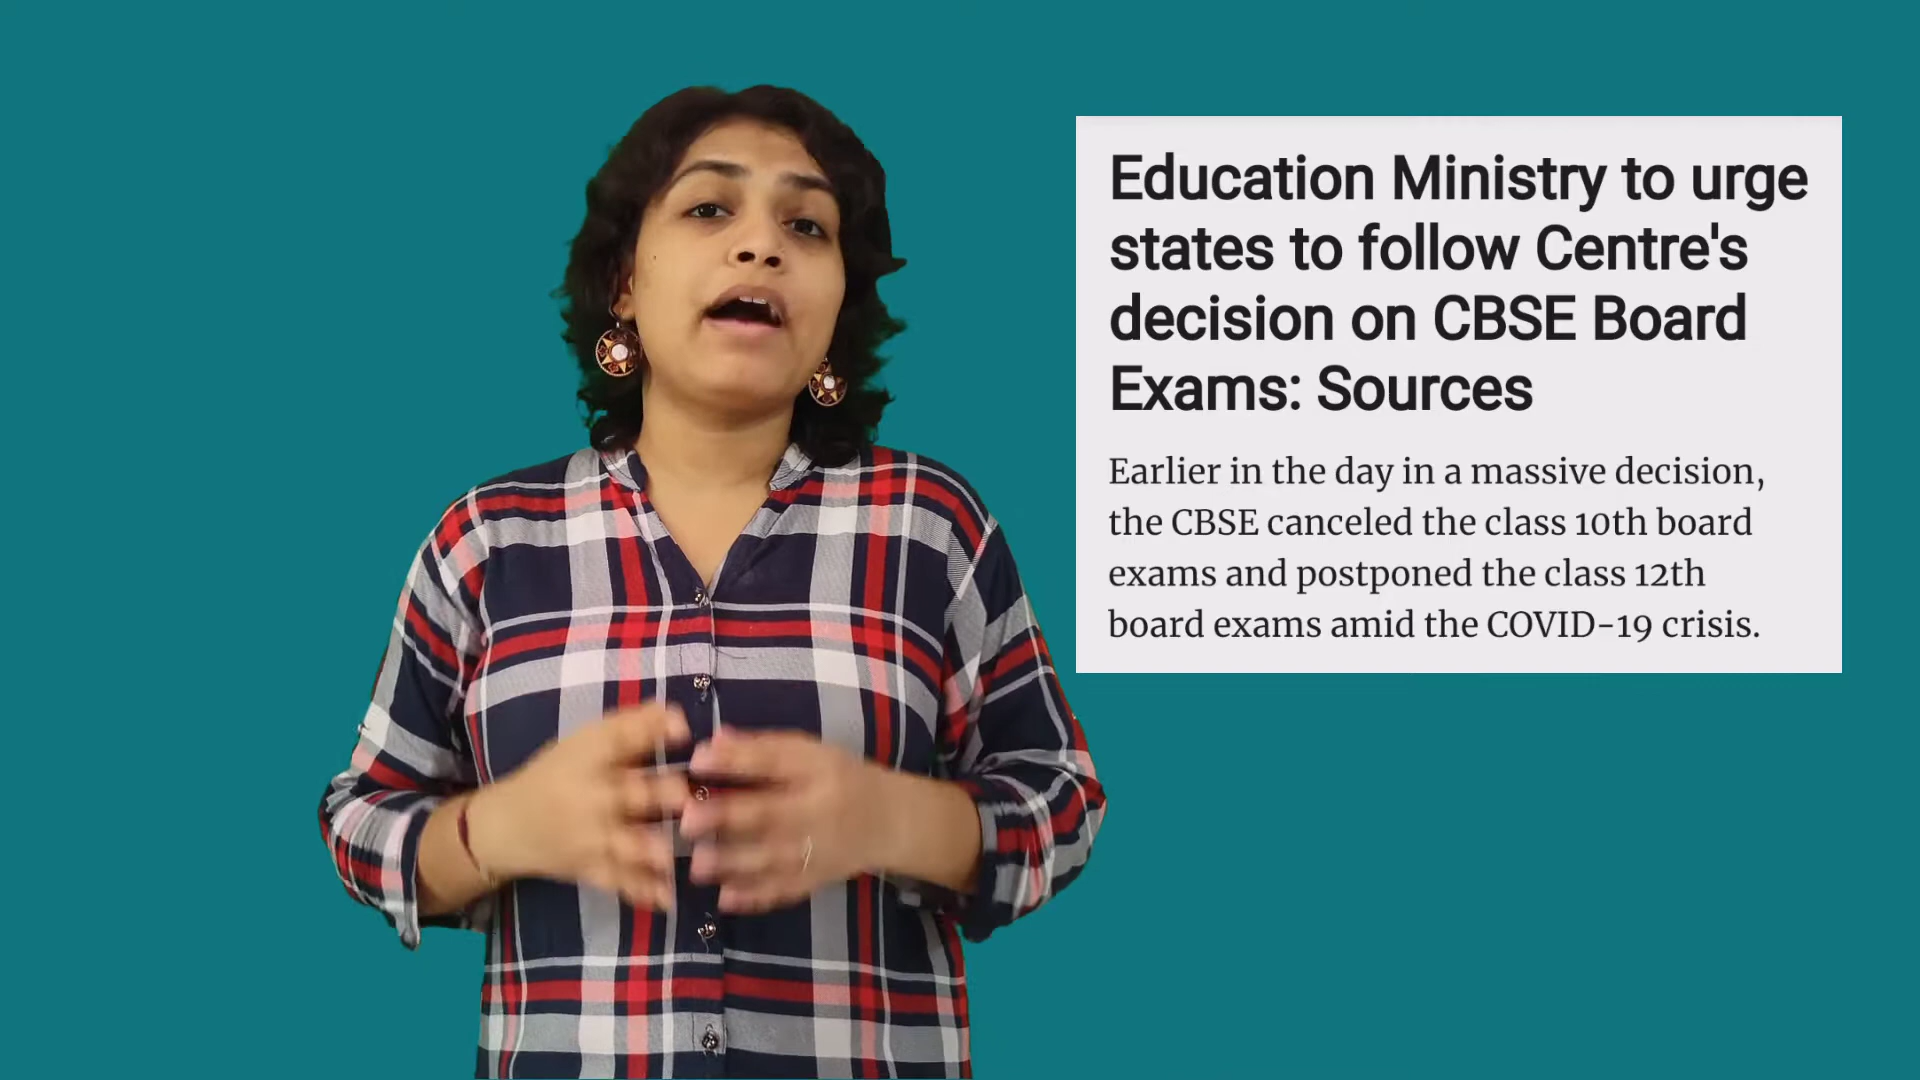 Education Ministry to urge
states to follow Centre's
decision on CBSE Board
Exams: Sources
Earlier in the day in a massive decision,
the CBSE canceled the class 10th board
exams and postponed the class 12th
board exams amid the COVID-19 crisis.